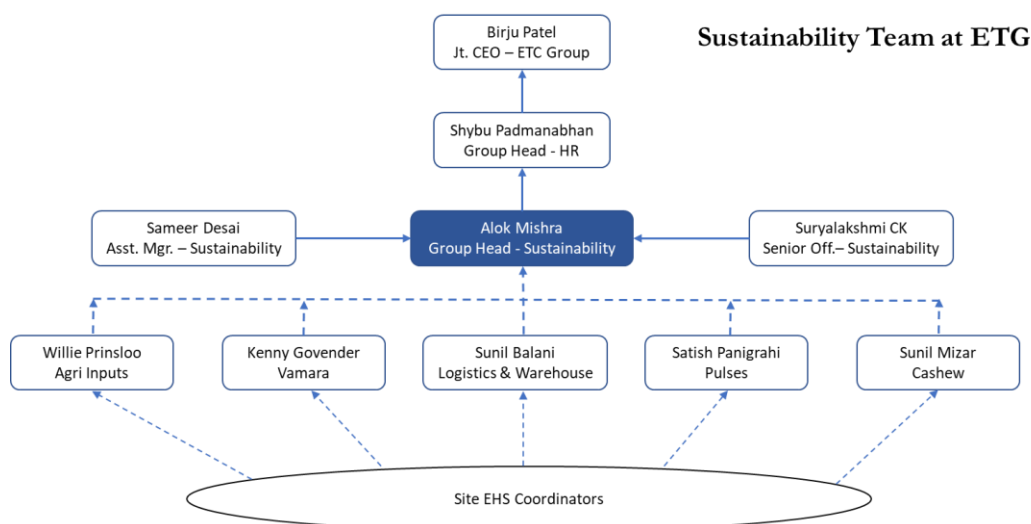 Sustainability Team at ETG
Birju Patel
Jt. CEO – ETC Group
Shybu Padmanabhan
Group Head - HR
Sameer Desai
Asst. Mgr. – Sustainability
Alok Mishra
Group Head - Sustainability
Suryalakshmi CK
Senior Off.– Sustainability
Willie Prinsloo
Agri Inputs
Kenny Govender
Vamara
Sunil Balani
Logistics & Warehouse
Satish Panigrahi
Pulses
Sunil Mizar
Cashew
Site EHS Coordinators